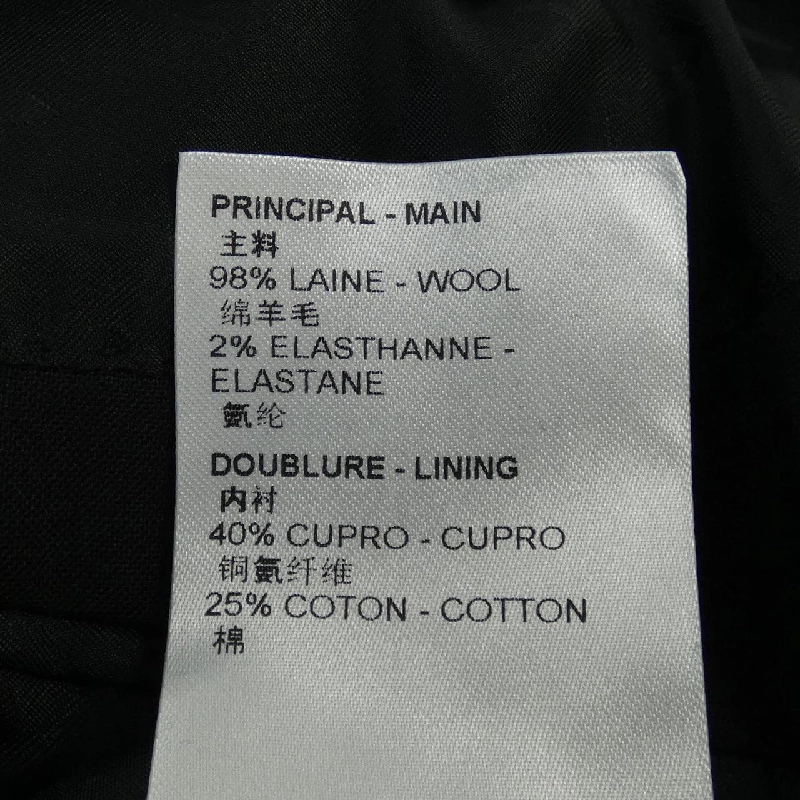 PRINCIPAL - MAIN
主料
98% LAINE - WOOL
绵羊毛
2% ELASTHANNE -
ELASTANE
氨纶
DOUBLURE - LINING
内衬
40% CUPRO - CUPRO
铜氨纤维
25% COTON - COTTON
棉